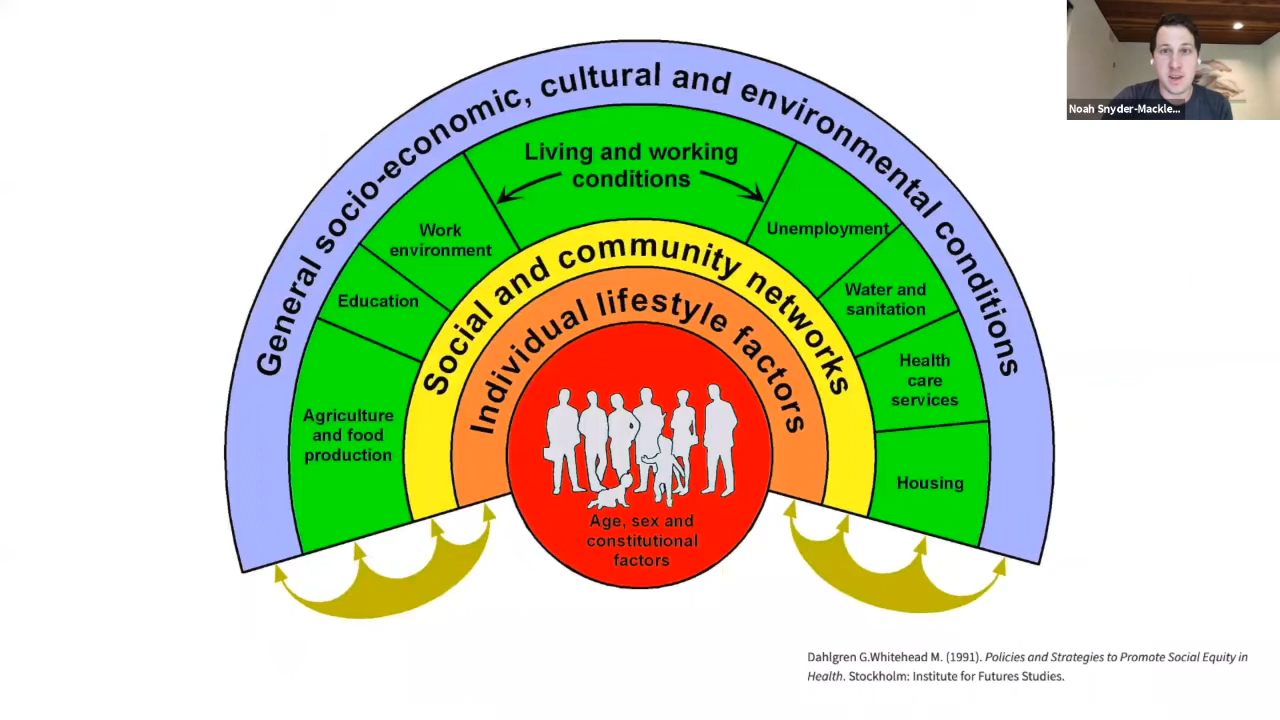 General socio-economic, cultural and environmental conditions
Living and working
conditions
Work
environment
Unemployment
Education
Water and
sanitation
Agriculture
and food
production
Health
care
services
Housing
Social and community networks
Individual lifestyle factors
Age, sex and
constitutional
factors
Noah Snyder-Mackle...
Dahlgren G.Whitehead M. (1991). Policies and Strategies to Promote Social Equity in
Health. Stockholm: Institute for Futures Studies.